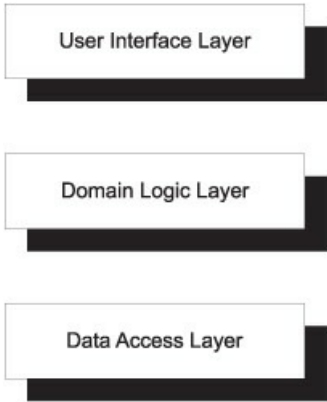 User Interface Layer
Domain Logic Layer
Data Access Layer